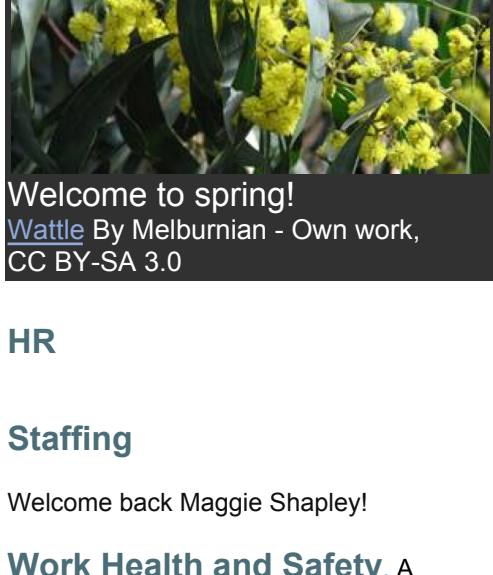 Welcome to spring!
Wattle By Melburnian - Own work,
CC BY-SA 3.0
HR
Staffing
Welcome back Maggie Shapley!
Work Health and Safety. A